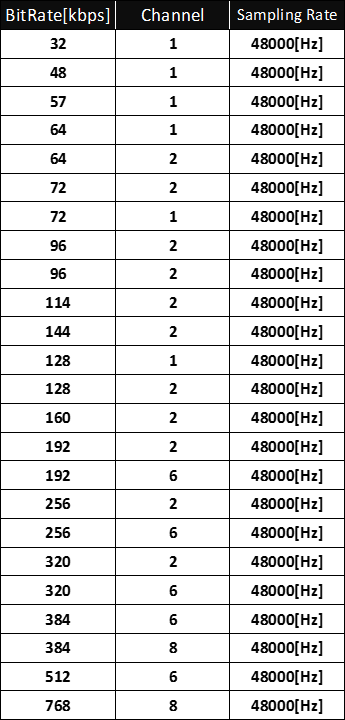 BitRate[kbps] Channel Sampling Rate
32 1 48000[Hz]
48 1 48000[Hz]
57 1 48000[Hz]
64 1 48000[Hz]
64 2 48000[Hz]
72 2 48000[Hz]
72 1 48000[Hz]
96 2 48000[Hz]
96 2 48000[Hz]
114 2 48000[Hz]
144 2 48000[Hz]
128 1 48000[Hz]
128 2 48000[Hz]
160 2 48000[Hz]
192 2 48000[Hz]
192 6 48000[Hz]
256 2 48000[Hz]
256 6 48000[Hz]
320 2 48000[Hz]
320 6 48000[Hz]
384 6 48000[Hz]
384 8 48000[Hz]
512 6 48000[Hz]
768 8 48000[Hz]